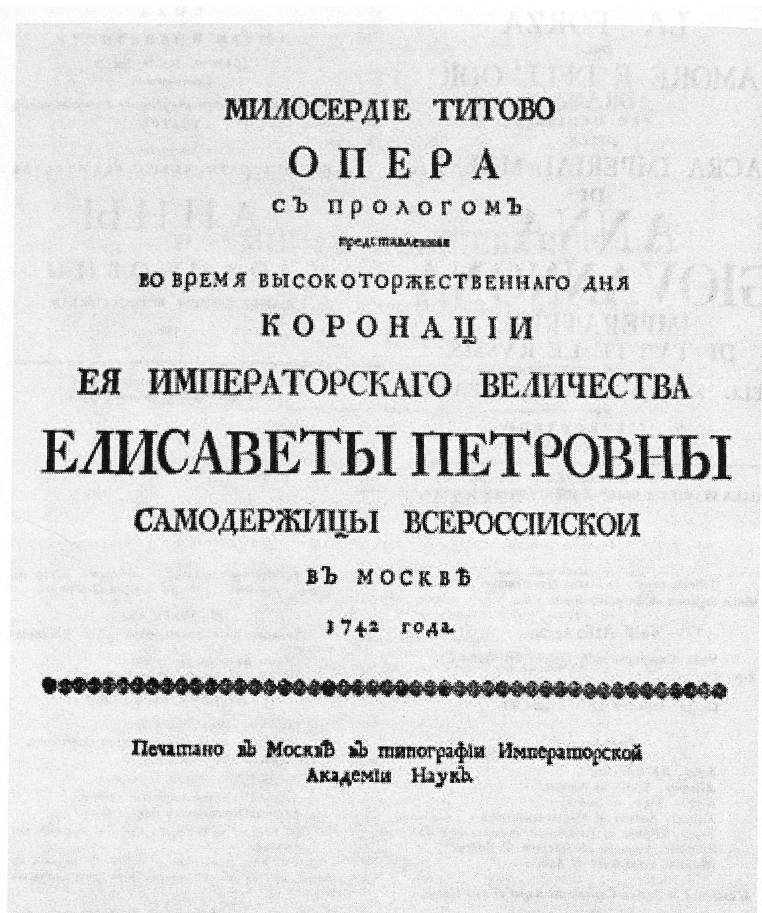 МИЛОСЕРДІЕ ТИТОВО
ОПЕРА
СЪ ПРОЛОГОМЪ
представленная
ВО ВРЕМЯ ВЫСОКОТОРЖЕСТВЕННАГО ДНЯ
КОРОНАЦІИ
ЕЯ ИМПЕРАТОРСКАГО ВЕЛИЧЕСТВА
ЕЛИСАВЕТЫ ПЕТРОВНЫ
САМОДЕРЖИЦЫ ВСЕРОССІИСКОИ
ВЪ МОСКВѢ
1742 года.
Печатано въ Москвѣ въ типографіи Императорской
Академіи Наукъ.